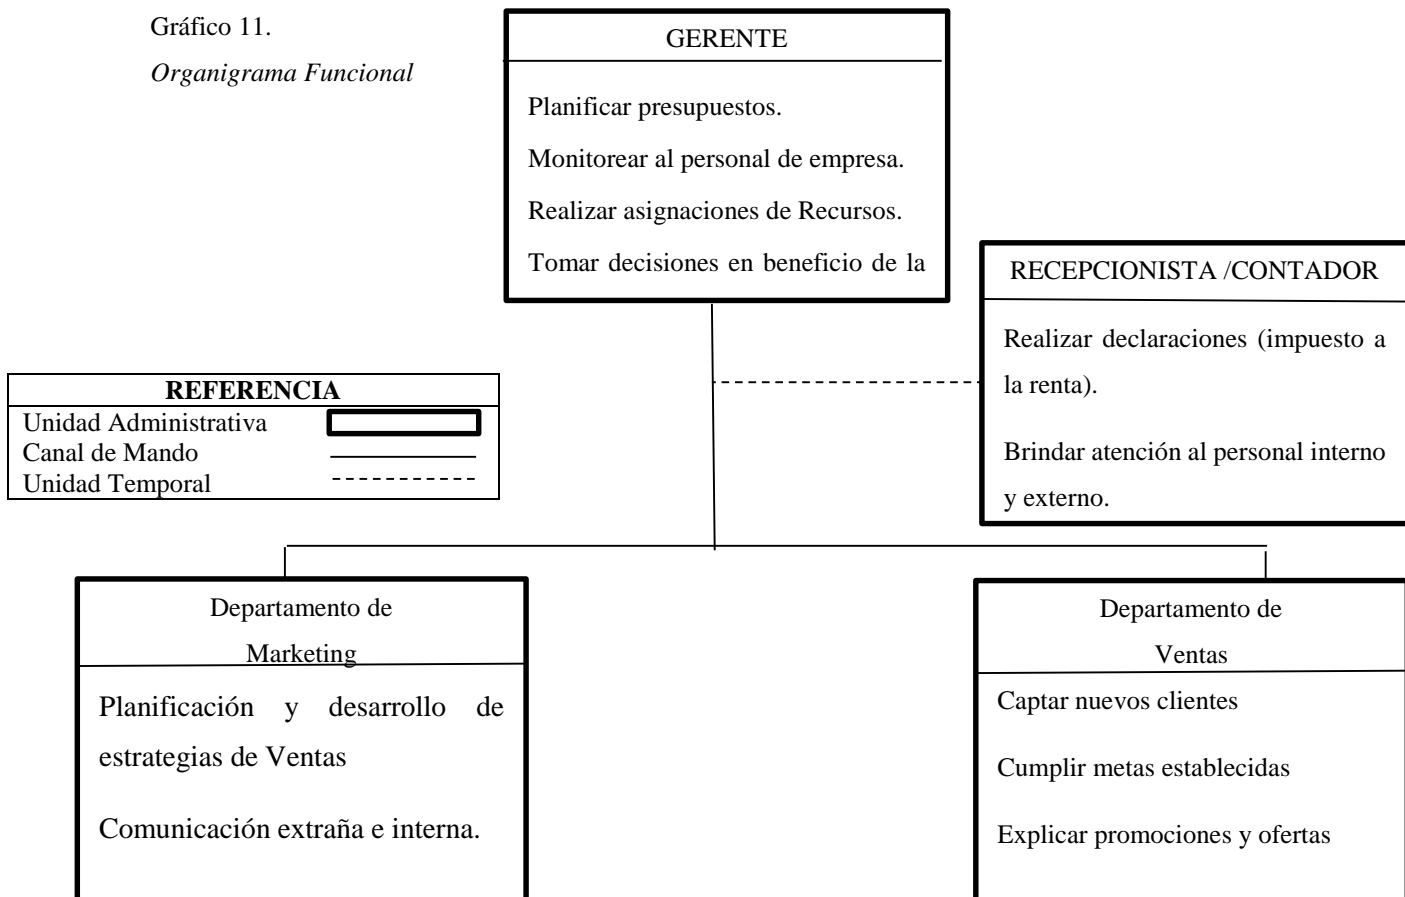 Gráfico 11.
Organigrama Funcional
GERENTE
Planificar presupuestos.
Monitorear al personal de empresa.
Realizar asignaciones de Recursos.
Tomar decisiones en beneficio de la
RECEPCIONISTA /CONTADOR
Realizar declaraciones (impuesto a
la renta).
Brindar atención al personal interno
y externo.
REFERENCIA
Unidad Administrativa
Canal de Mando
Unidad Temporal
Departamento de
Marketing
Planificación y desarrollo de
estrategias de Ventas
Comunicación extraña e interna.
Departamento de
Ventas
Captar nuevos clientes
Cumplir metas establecidas
Explicar promociones y ofertas